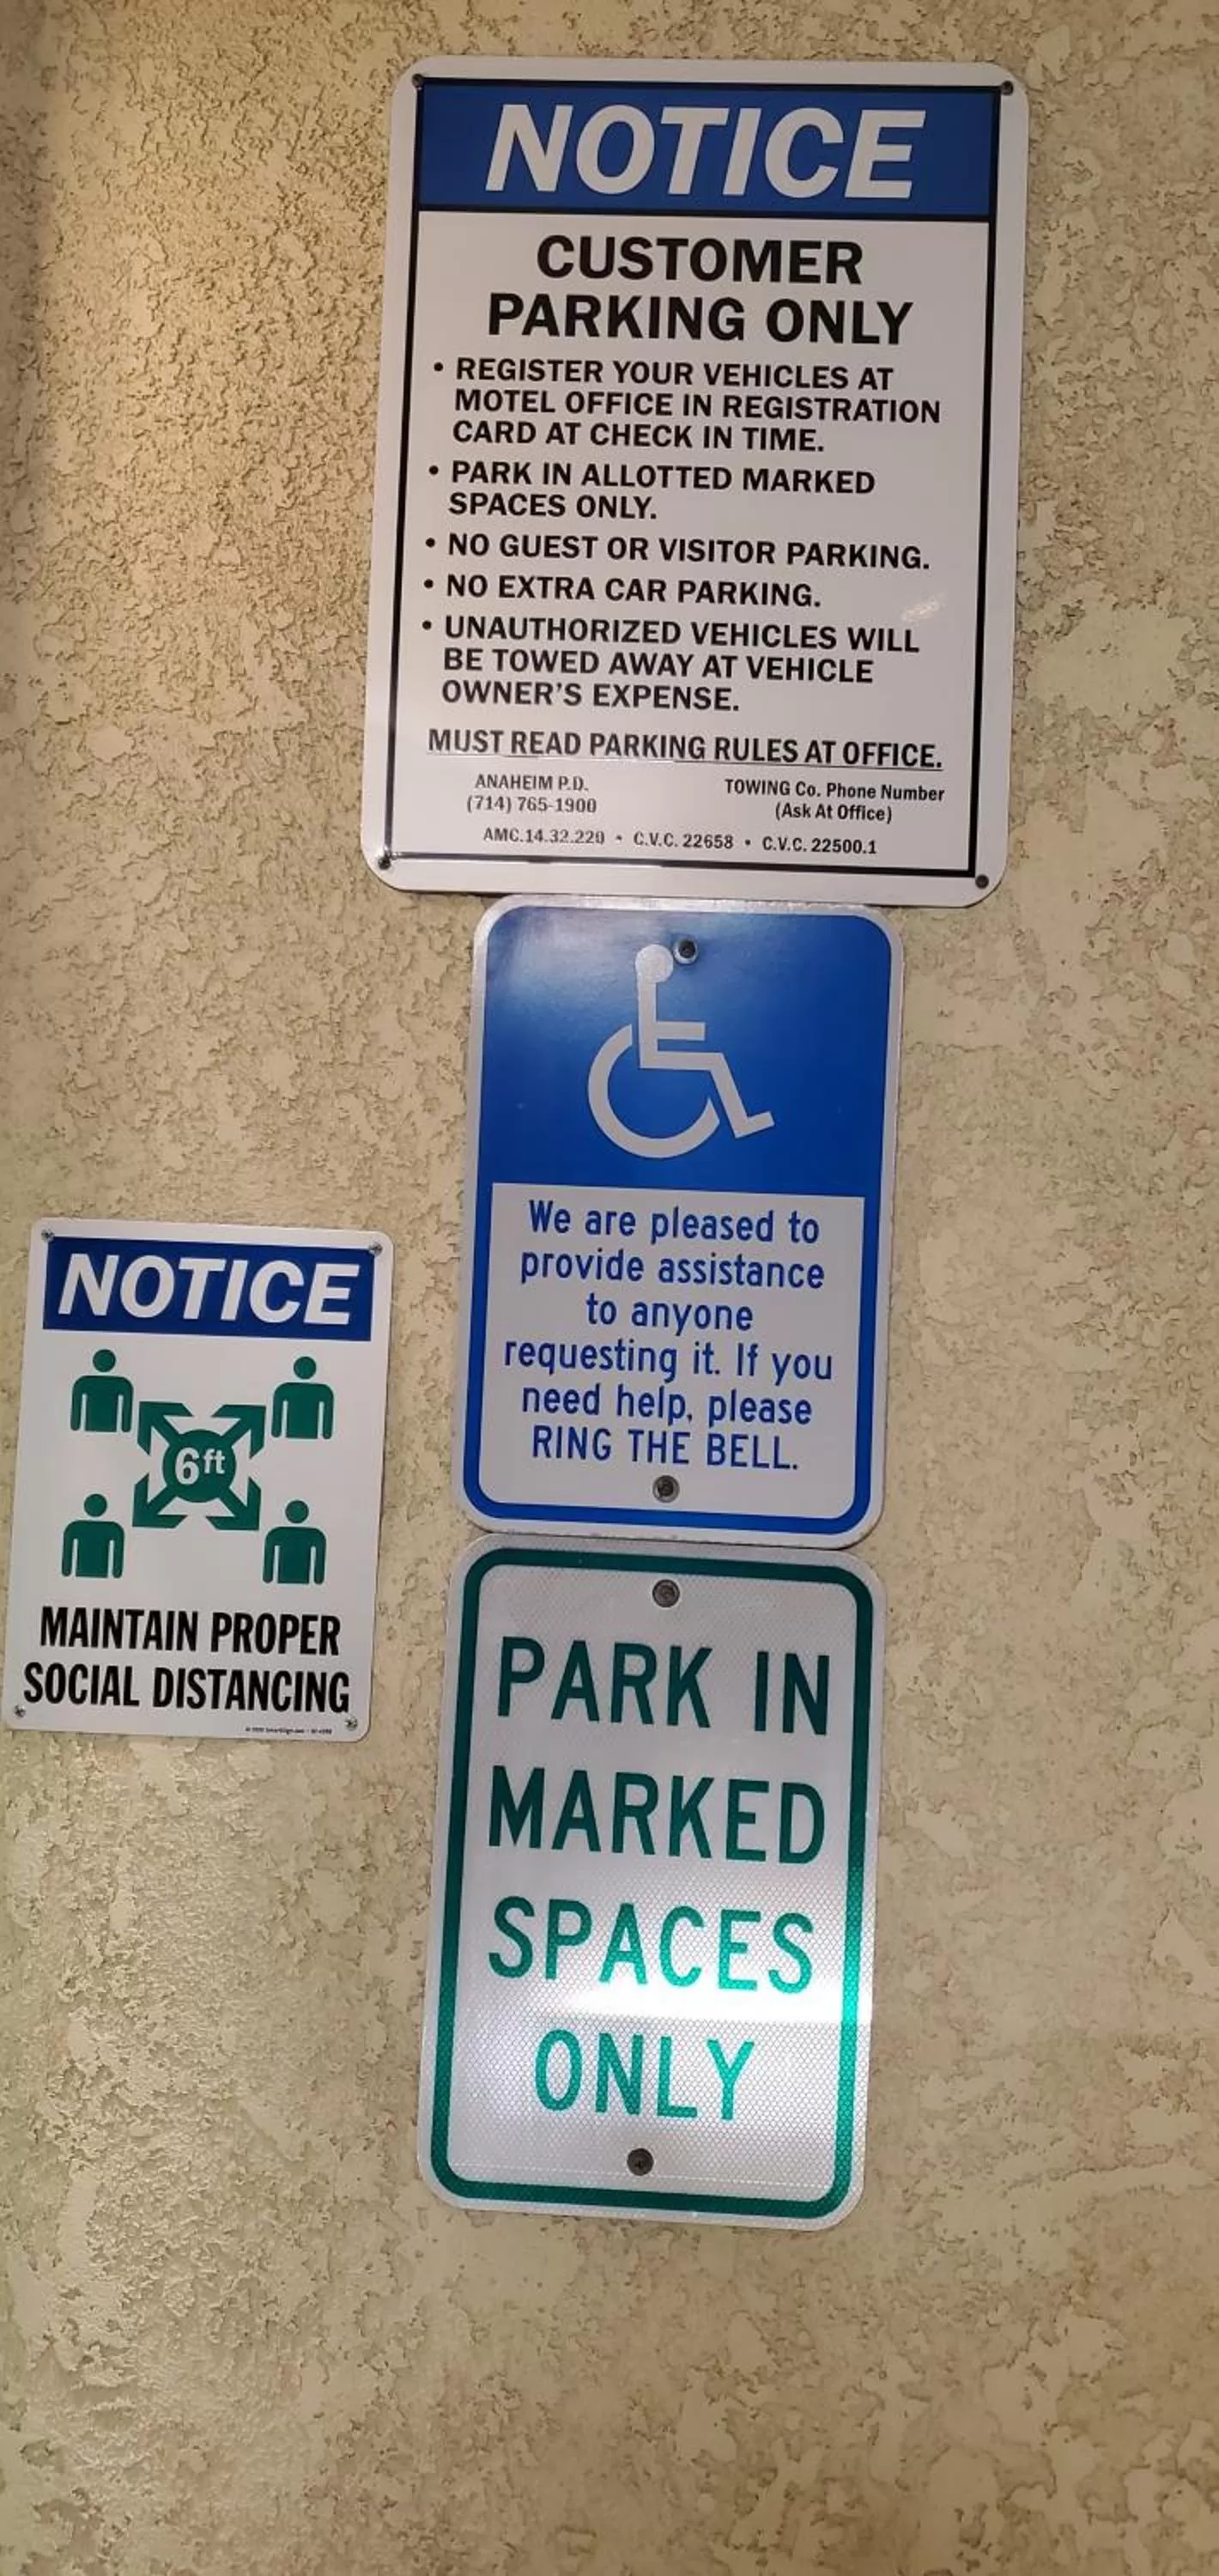 NOTICE
CUSTOMER
PARKING ONLY
• REGISTER YOUR VEHICLES AT
MOTEL OFFICE IN REGISTRATION
CARD AT CHECK IN TIME.
• PARK IN ALLOTTED MARKED
SPACES ONLY.
• NO GUEST OR VISITOR PARKING.
• NO EXTRA CAR PARKING.
• UNAUTHORIZED VEHICLES WILL
BE TOWED AWAY AT VEHICLE
OWNER'S EXPENSE.
MUST READ PARKING RULES AT OFFICE.
ANAHEIM P.D.
(714) 765-1900
TOWING Co. Phone Number
(Ask At Office)
AMC.14.32.220 • C.V.C. 22658 • C.V.C. 22500.1
We are pleased to
provide assistance
to anyone
requesting it. If you
need help, please
RING THE BELL.
NOTICE
6ft
MAINTAIN PROPER
SOCIAL DISTANCING
PARK IN
MARKED
SPACES
ONLY